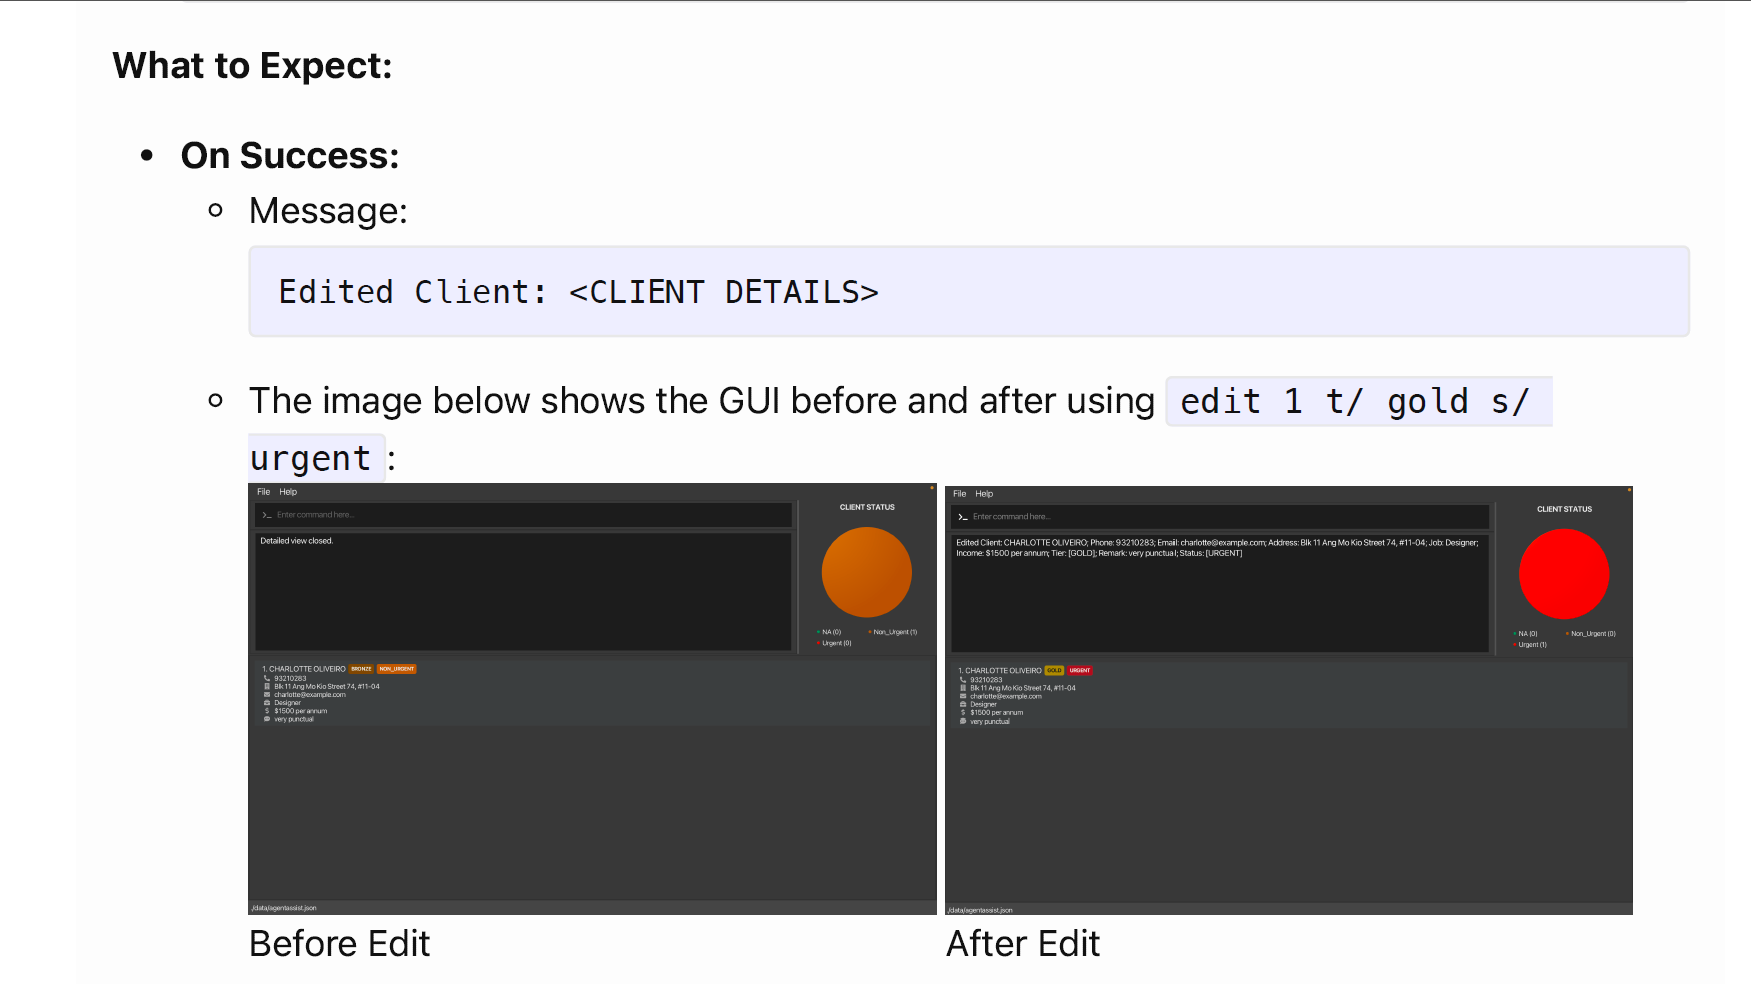 What to Expect:
On Success:
Message:
Edited Client: <CLIENT DETAILS>
The image below shows the GUI before and after using edit 1 t/ gold s/
urgent :
File Help
Enter command here...
Detailed view closed.
CLIENT STATUS
NA (0) Non_Urgent (1)
Urgent (0)
1. CHARLOTTE OLIVEIRO BRONZE NON_URGENT
93210283
Blk 11 Ang Mo Kio Street 74, #11-04
charlotte@example.com
Designer
$1500 per annum
very punctual
/data/agentassist.json
Before Edit
File Help
Enter command here...
Edited Client: CHARLOTTE OLIVEIRO; Phone: 93210283; Email: charlotte@example.com; Address: Blk 11 Ang Mo Kio Street 74, #11-04; Job: Designer;
Income: $1500 per annum; Tier: [GOLD]; Remark: very punctual; Status: [URGENT]
CLIENT STATUS
NA (0) Non_Urgent (0)
Urgent (1)
1. CHARLOTTE OLIVEIRO GOLD URGENT
93210283
Blk 11 Ang Mo Kio Street 74, #11-04
charlotte@example.com
Designer
$1500 per annum
very punctual
/data/agentassist.json
After Edit